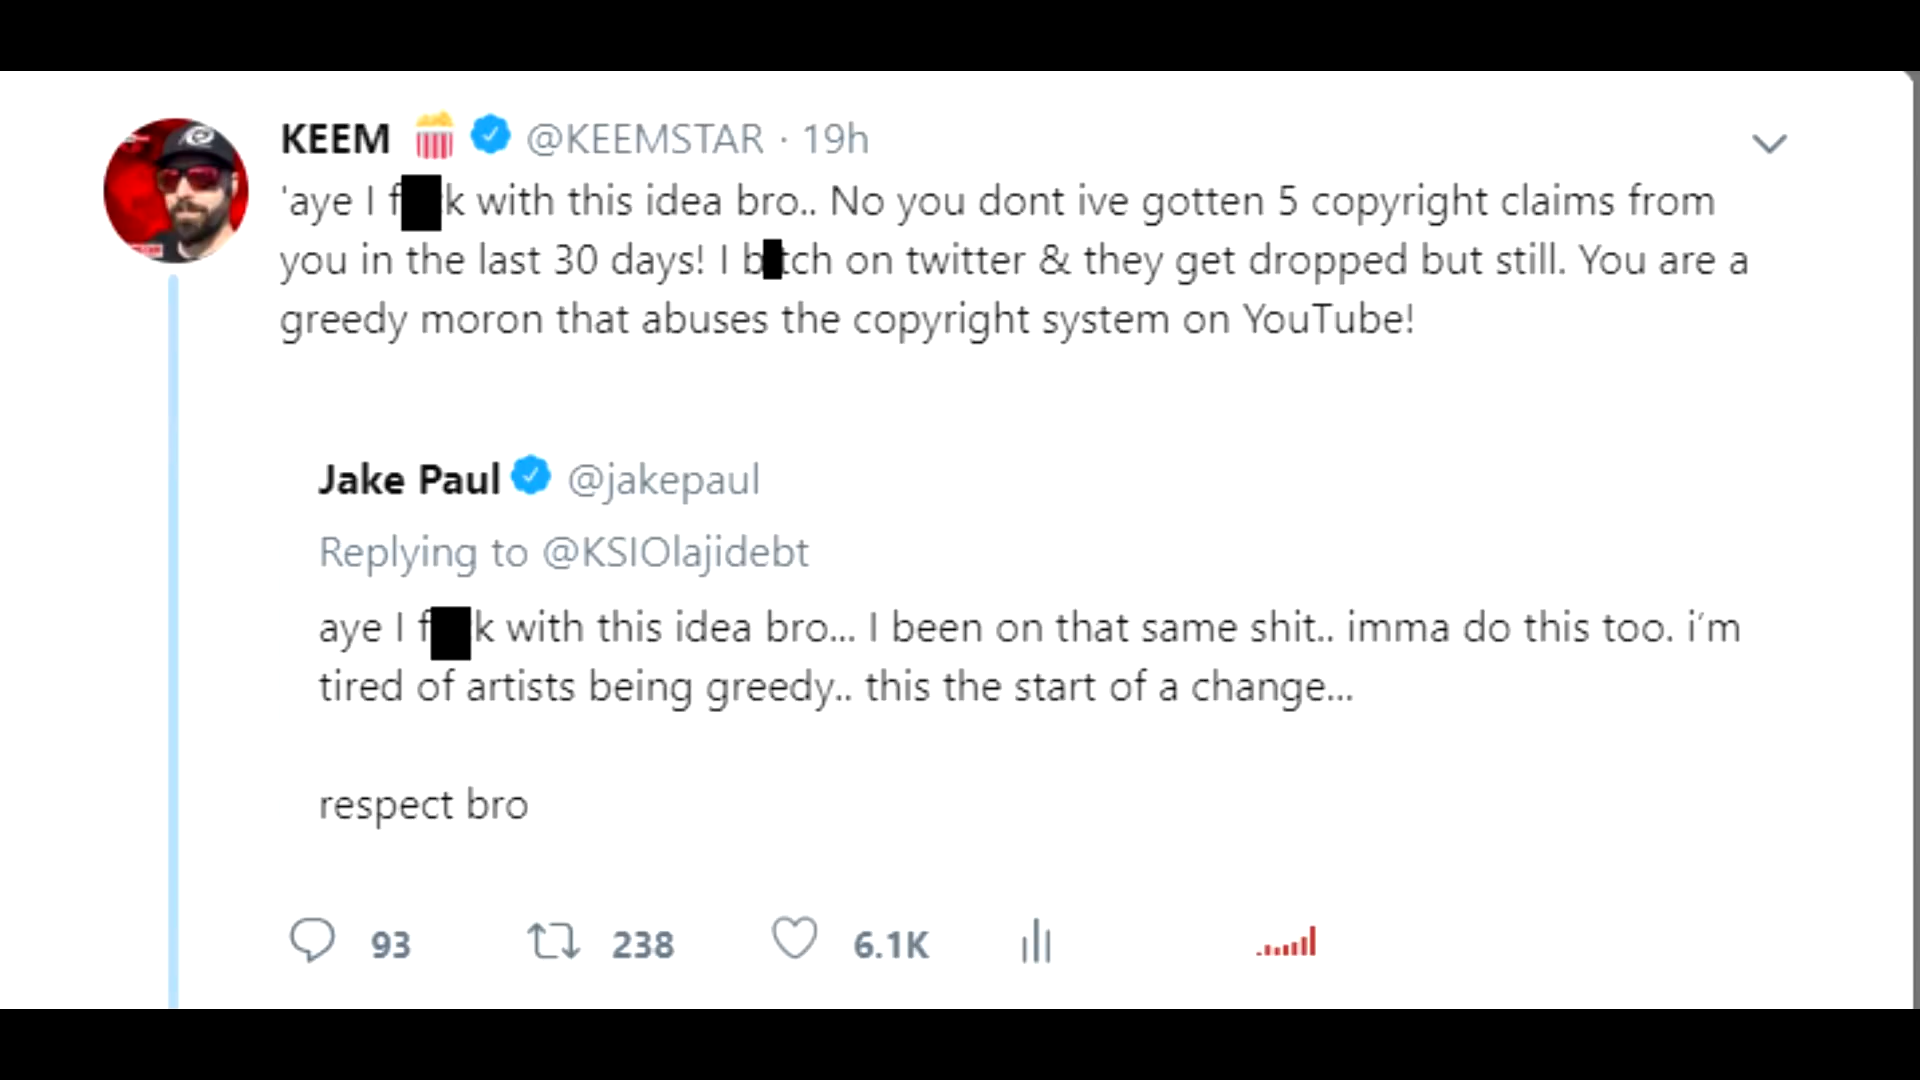 KEEM 🍿 @KEEMSTAR · 19h
'aye I f█k with this idea bro.. No you dont ive gotten 5 copyright claims from
you in the last 30 days! I b█tch on twitter & they get dropped but still. You are a
greedy moron that abuses the copyright system on YouTube!
Jake Paul @jakepaul
Replying to @KSIOlajidebt
aye I f█k with this idea bro... I been on that same shit.. imma do this too. i´m
tired of artists being greedy.. this the start of a change...
respect bro
93 238 6.1K